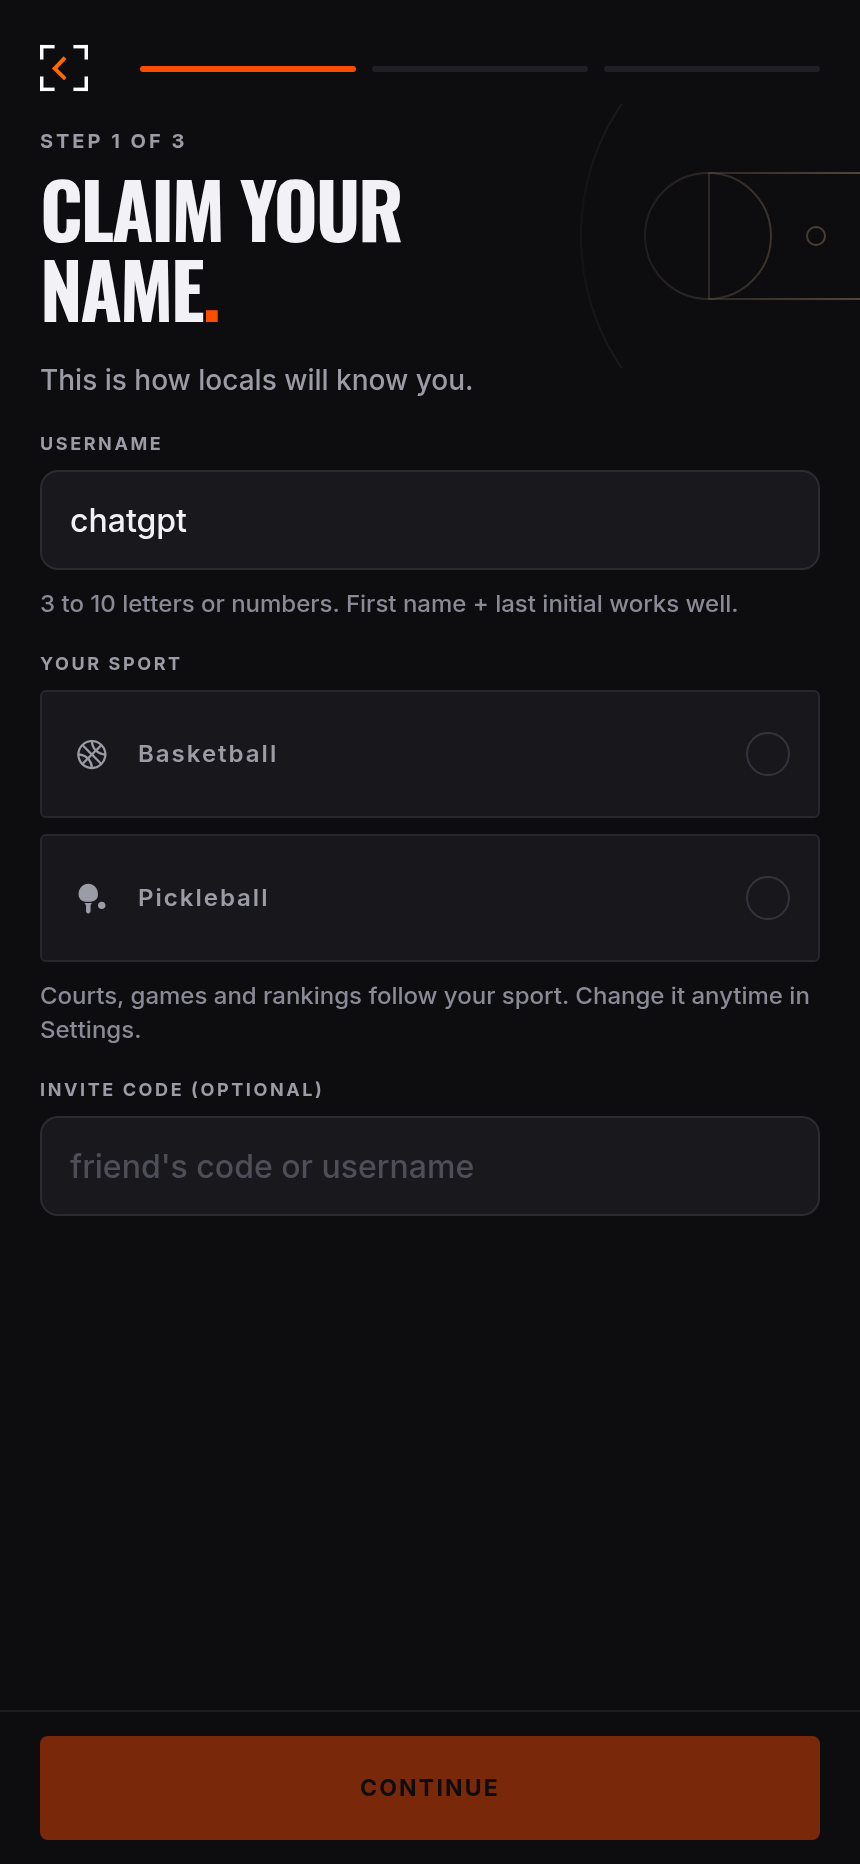 STEP 1 OF 3
CLAIM YOUR
NAME.
This is how locals will know you.
USERNAME
chatgpt
3 to 10 letters or numbers. First name + last initial works well.
YOUR SPORT
Basketball
Pickleball
Courts, games and rankings follow your sport. Change it anytime in
Settings.
INVITE CODE (OPTIONAL)
friend's code or username
CONTINUE